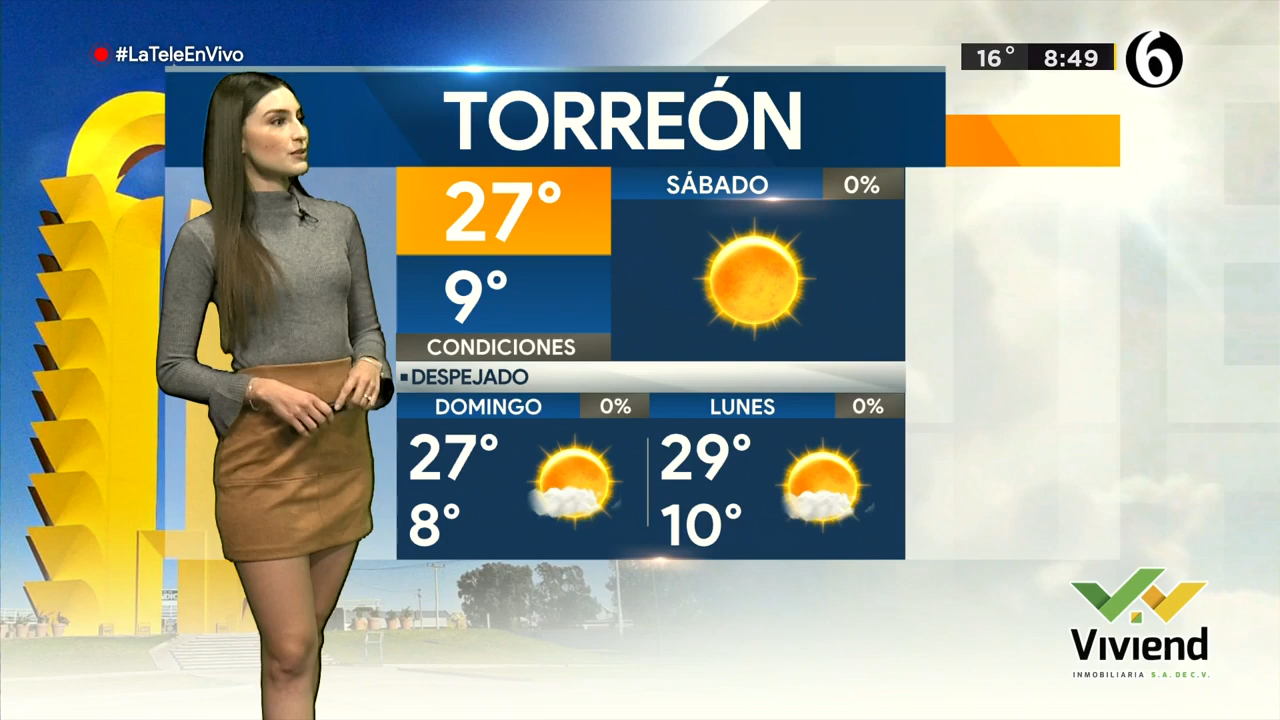 #LaTeleEnVivo
16° 8:49 6
TORREÓN
27°
SÁBADO 0%
9°
CONDICIONES
DESPEJADO
DOMINGO 0%
LUNES 0%
27°
29°
8°
10°
Viviend
INMOBILIARIA S.A. DE C.V.